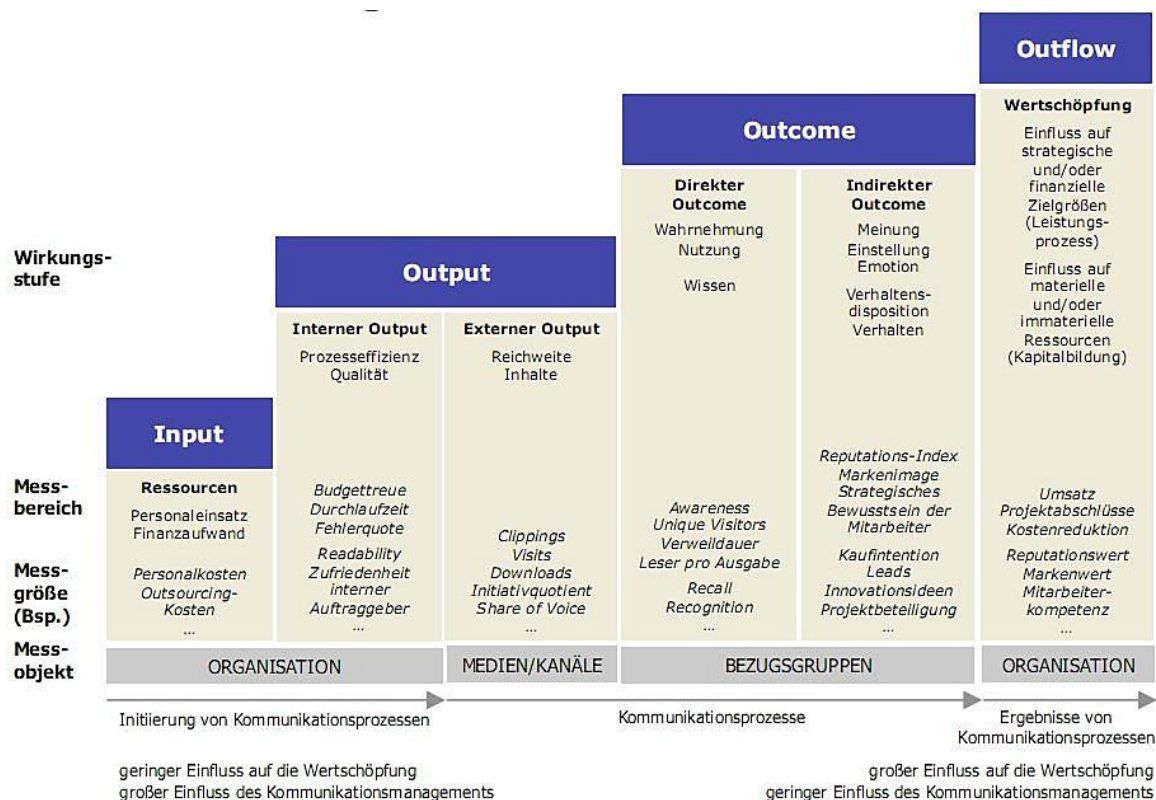 Outflow
Wertschöpfung
Einfluss auf
strategische
und/oder
finanzielle
Zielgrößen
(Leistungs-
prozess)
Einfluss auf
materielle
und/oder
immaterielle
Ressourcen
(Kapitalbildung)
Outcome
Direkter
Outcome
Wahrnehmung
Nutzung
Wissen
Indirekter
Outcome
Meinung
Einstellung
Emotion
Verhaltens-
disposition
Verhalten
Wirkungs-
stufe
Output
Interner Output
Prozesseffizienz
Qualität
Externer Output
Reichweite
Inhalte
Input
Mess-
bereich
Ressourcen
Personaleinsatz
Finanzaufwand
Mess-
größe
(Bsp.)
Personalkosten
Outsourcing-
Kosten
...
Budgettreue
Durchlaufzeit
Fehlerquote
Readability
Zufriedenheit
interner
Auftraggeber
...
Clippings
Visits
Downloads
Initiativquotient
Share of Voice
...
Awareness
Unique Visitors
Verweildauer
Leser pro Ausgabe
Recall
Recognition
...
Reputations-Index
Markenimage
Strategisches
Bewusstsein der
Mitarbeiter
Kaufintention
Leads
Innovationsideen
Projektbeteiligung
...
Umsatz
Projektabschlüsse
Kostenreduktion
Reputationswert
Markenwert
Mitarbeiter-
kompetenz
...
Mess-
objekt
ORGANISATION
MEDIEN/KANÄLE
BEZUGSGRUPPEN
ORGANISATION
Initiierung von Kommunikationsprozessen
Kommunikationsprozesse
Ergebnisse von
Kommunikationsprozessen
geringer Einfluss auf die Wertschöpfung
großer Einfluss des Kommunikationsmanagements
großer Einfluss auf die Wertschöpfung
geringer Einfluss des Kommunikationsmanagements